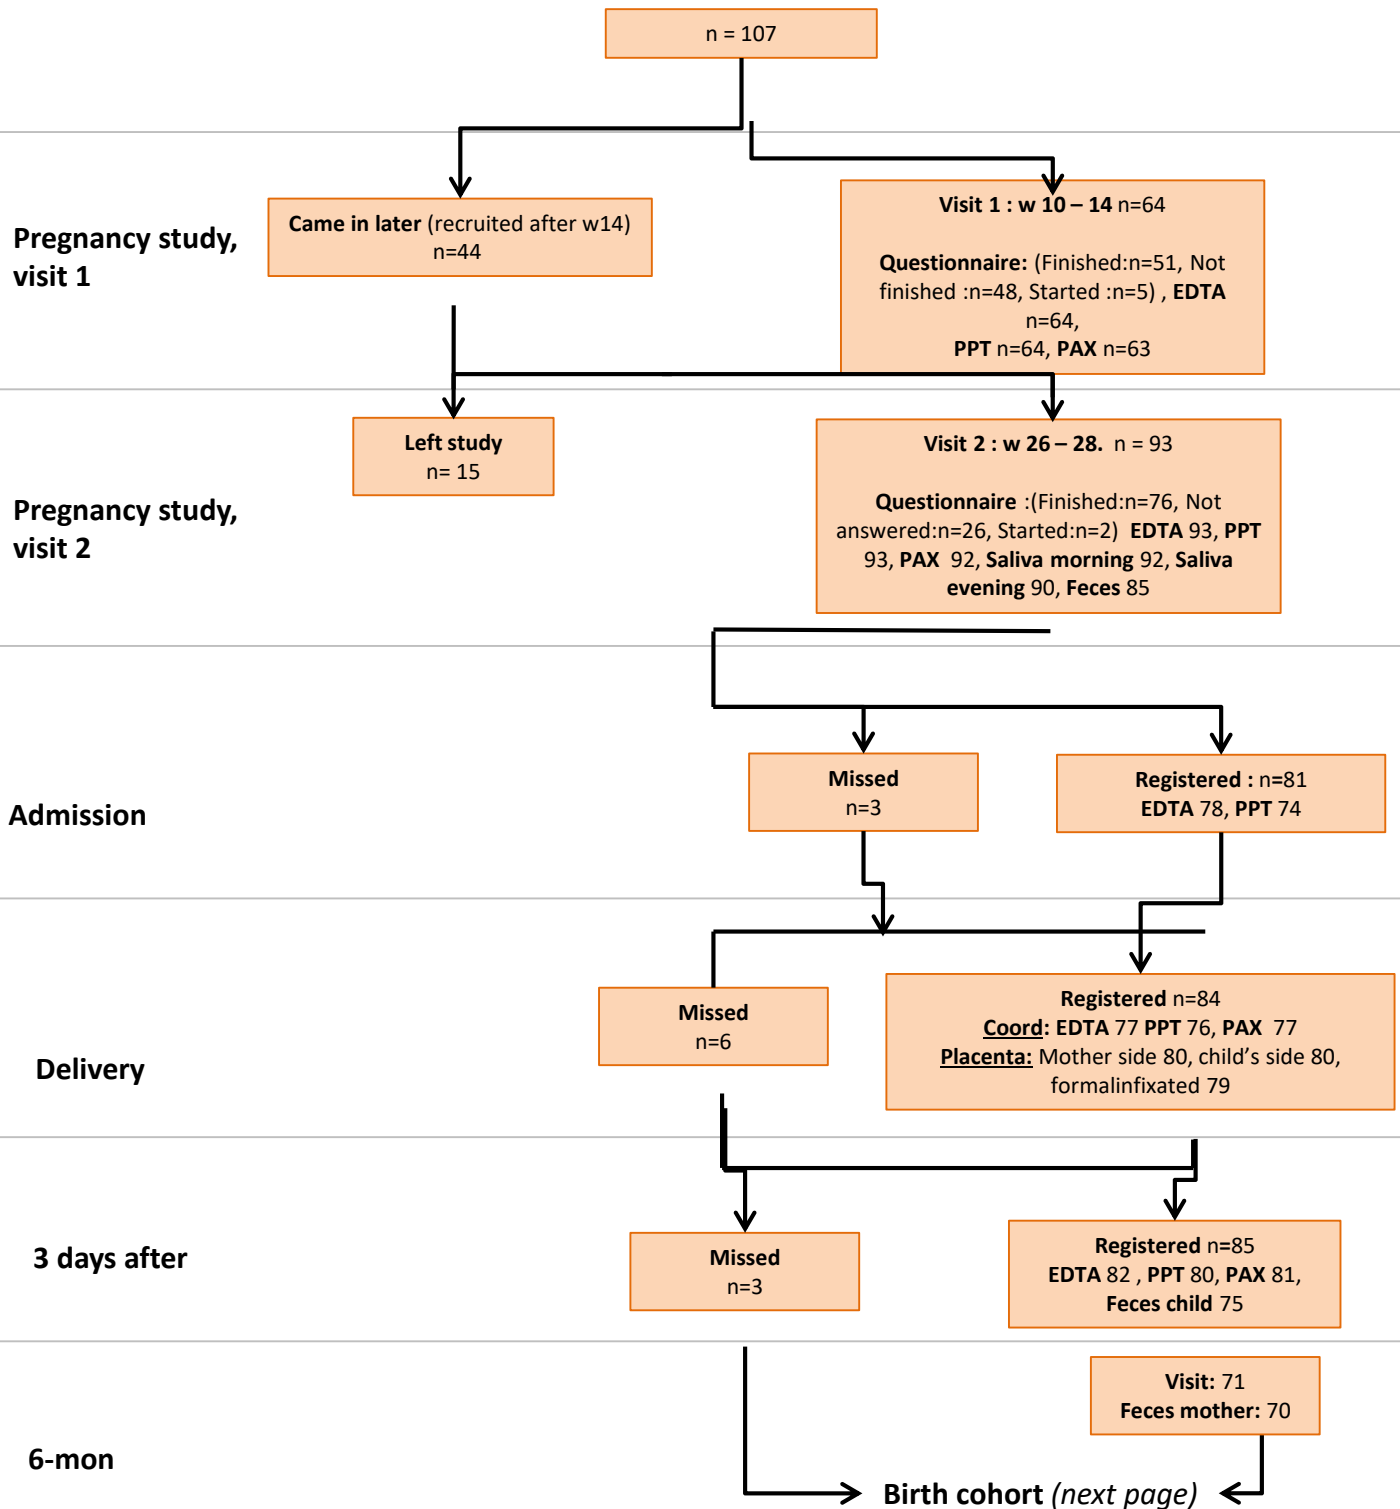 n = 107
Pregnancy study,
visit 1
Came in later (recruited after w14)
n=44
Visit 1 : w 10 – 14 n=64
Questionnaire: (Finished:n=51, Not
finished :n=48, Started :n=5) , EDTA
n=64,
PPT n=64, PAX n=63
Pregnancy study,
visit 2
Left study
n= 15
Visit 2 : w 26 – 28. n = 93
Questionnaire :(Finished:n=76, Not
answered:n=26, Started:n=2) EDTA 93, PPT
93, PAX 92, Saliva morning 92, Saliva
evening 90, Feces 85
Admission
Missed
n=3
Registered : n=81
EDTA 78, PPT 74
Delivery
Missed
n=6
Registered n=84
Coord: EDTA 77 PPT 76, PAX 77
Placenta: Mother side 80, child’s side 80,
formalinfixated 79
3 days after
Missed
n=3
Registered n=85
EDTA 82 , PPT 80, PAX 81,
Feces child 75
6-mon
Visit: 71
Feces mother: 70
Birth cohort (next page)